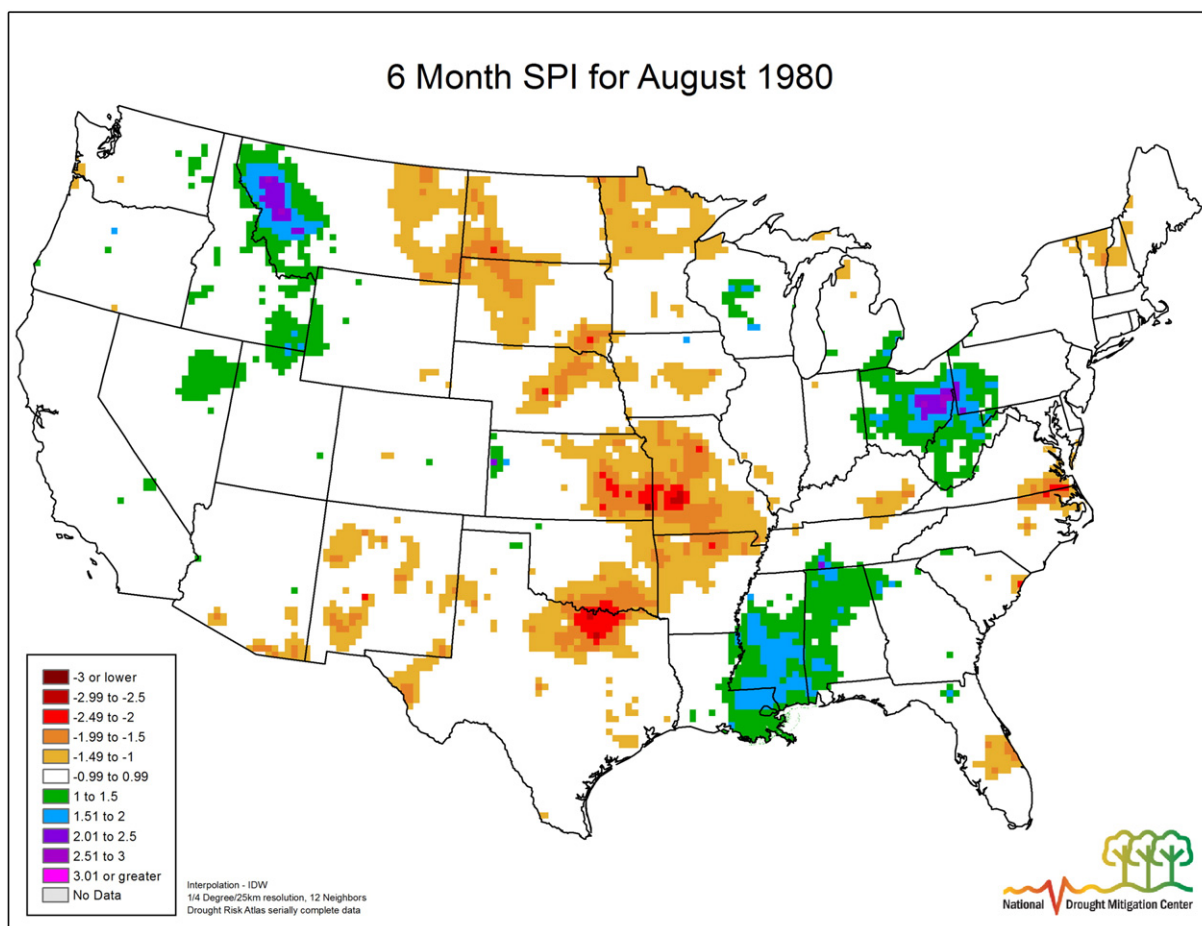 6 Month SPI for August 1980
-3 or lower
-2.99 to -2.5
-2.49 to -2
-1.99 to -1.5
-1.49 to -1
-0.99 to 0.99
1 to 1.5
1.51 to 2
2.01 to 2.5
2.51 to 3
3.01 or greater
No Data
Interpolation - IDW
1/4 Degree/25km resolution, 12 Neighbors
Drought Risk Atlas serially complete data
National Drought Mitigation Center